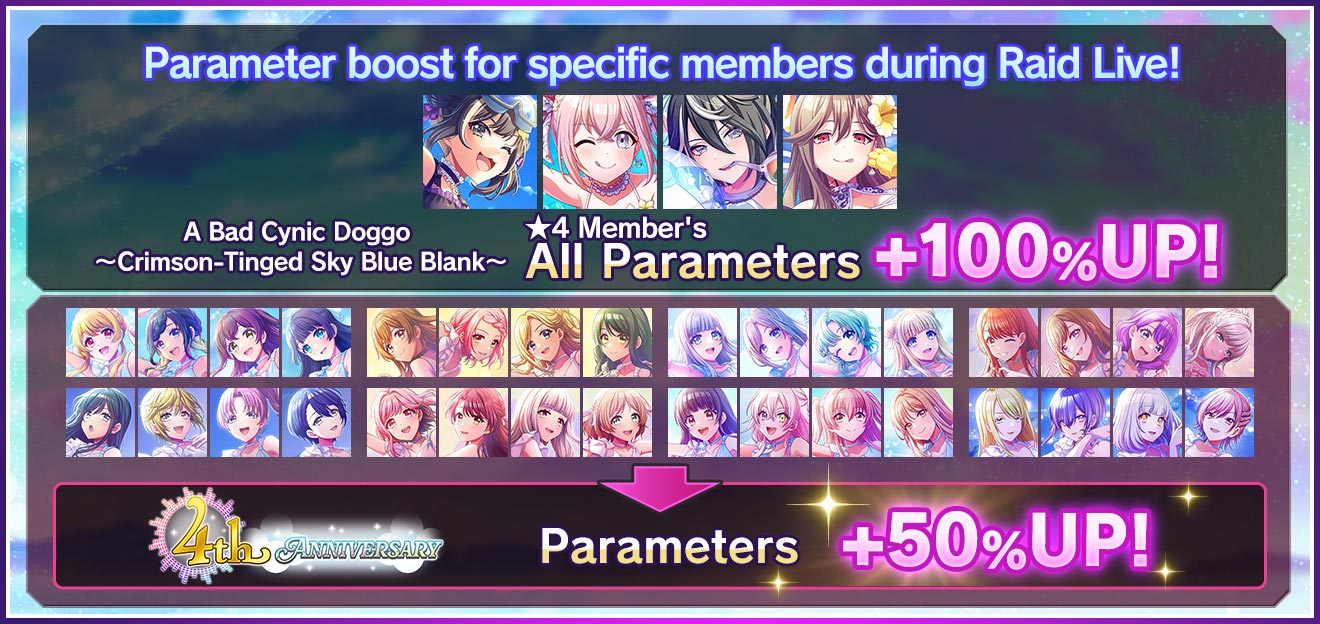 Parameter boost for specific members during Raid Live!
A Bad Cynic Doggo
～Crimson-Tinged Sky Blue Blank～
★4 Member's
All Parameters
+100%UP!
4th ANNIVERSARY
Parameters
+50%UP!